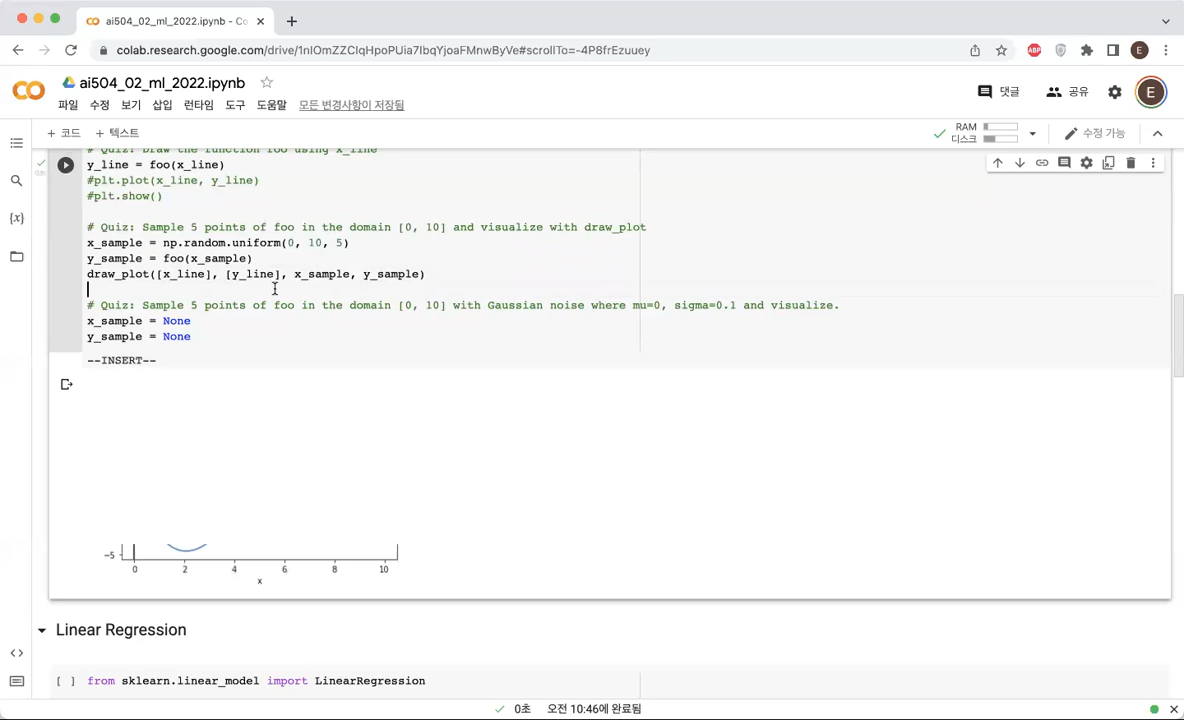 ai504_02_ml_2022.ipynb - Co
colab.research.google.com/drive/1nIOmZZCIqHpoPUia7IbqYjoaFMnwByVe#scrollTo=-4P8frEzuuey
ABP
E
ai504_02_ml_2022.ipynb
댓글
공유
E
파일 수정 보기 삽입 런타임 도구 도움말 모든 변경사항이 저장됨
+ 코드 + 텍스트
RAM
디스크
수정 가능
# Quiz: Draw the function foo using x_line
y_line = foo(x_line)
#plt.plot(x_line, y_line)
#plt.show()
# Quiz: Sample 5 points of foo in the domain [0, 10] and visualize with draw_plot
x_sample = np.random.uniform(0, 10, 5)
y_sample = foo(x_sample)
draw_plot([x_line], [y_line], x_sample, y_sample)
# Quiz: Sample 5 points of foo in the domain [0, 10] with Gaussian noise where mu=0, sigma=0.1 and visualize.
x_sample = None
y_sample = None
--INSERT--
−5
0 2 4 6 8 10
x
Linear Regression
[ ] from sklearn.linear_model import LinearRegression
0초 오전 10:46에 완료됨